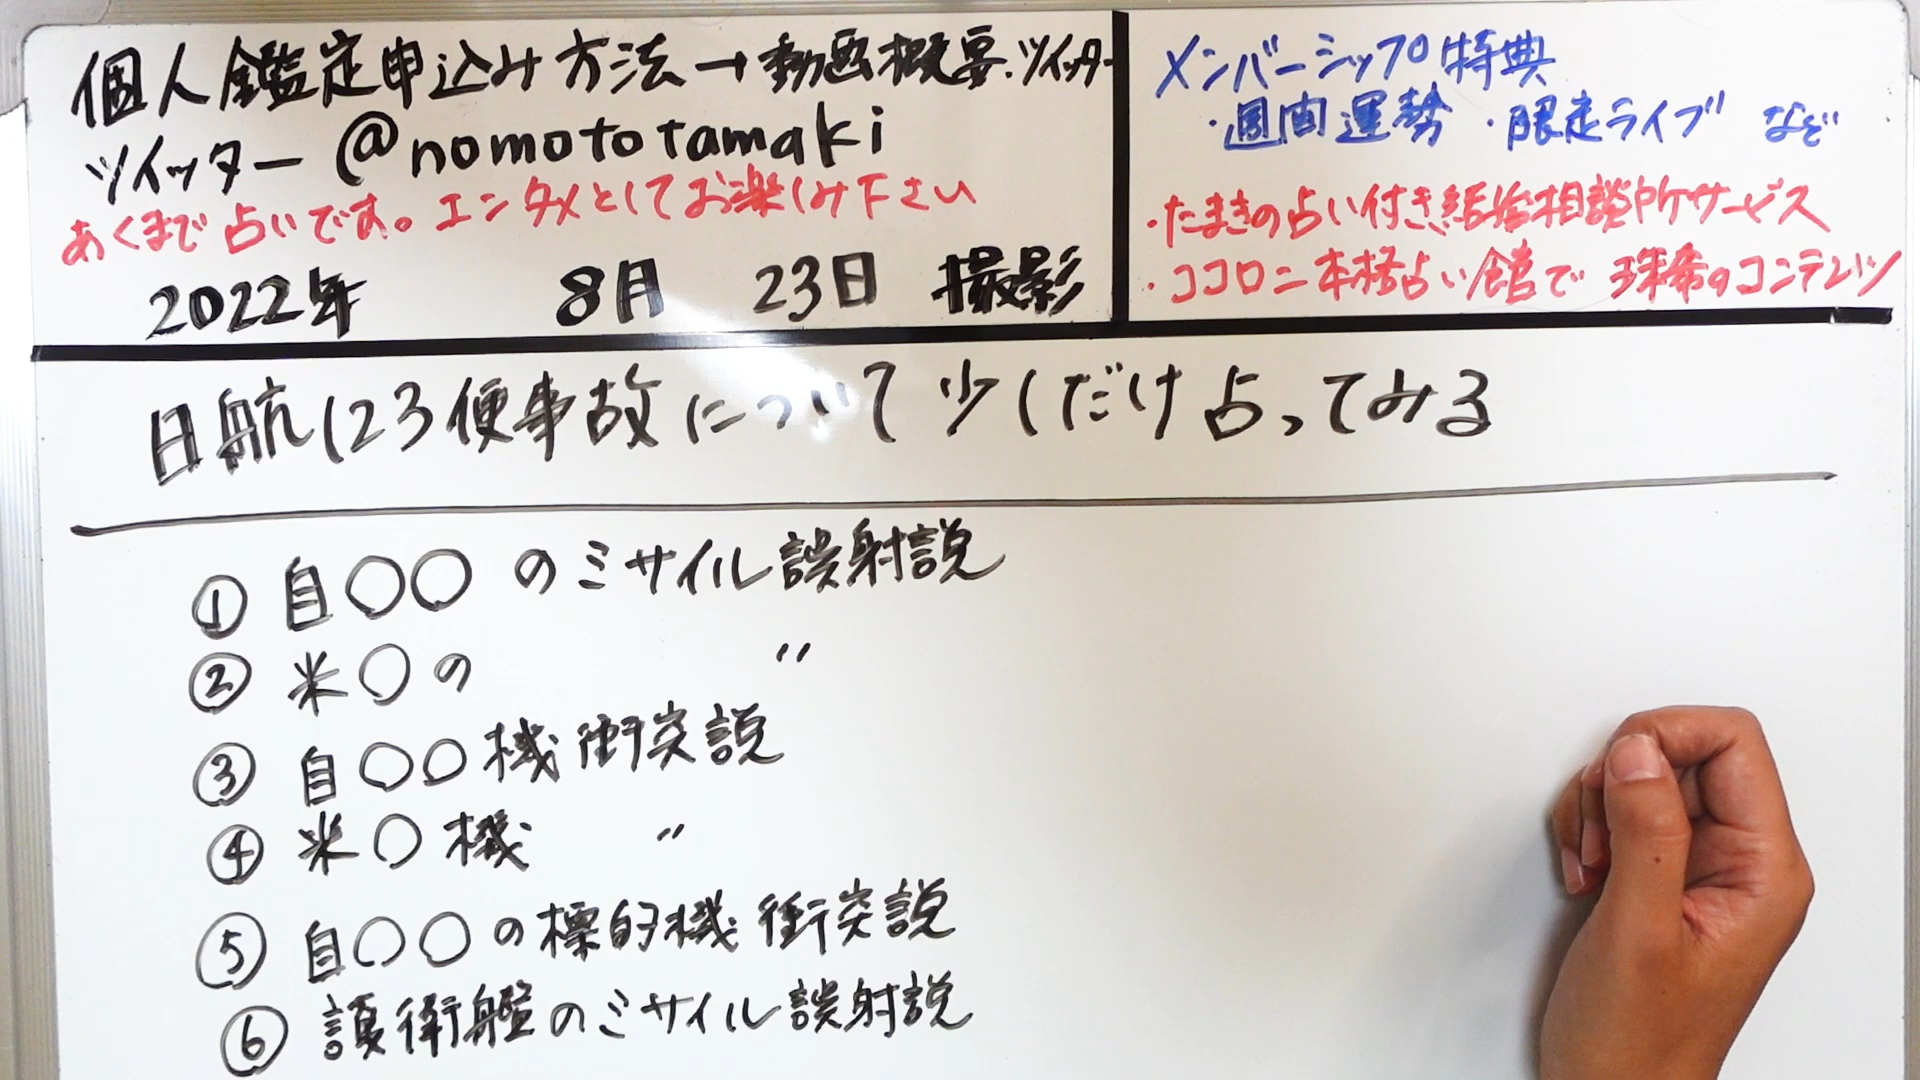 個人鑑定申込み方法→動画概要.ツイッター
ツイッター @nomototamaki
あくまで占いです。エンタメとしてお楽しみ下さい
2022年 8月 23日 撮影
メンバーシップ特典
・週間運勢 ・限定ライブ など
・たまきの占い付き結婚相談所サービス
・ココロニ本格占い館で 珠希のコンテンツ
日航123便事故について少しだけ占ってみる
① 自〇〇のミサイル誤射説
② 米〇の 〃
③ 自〇〇機衝突説
④ 米〇機 〃
⑤ 自〇〇の標的機衝突説
⑥ 護衛艦のミサイル誤射説